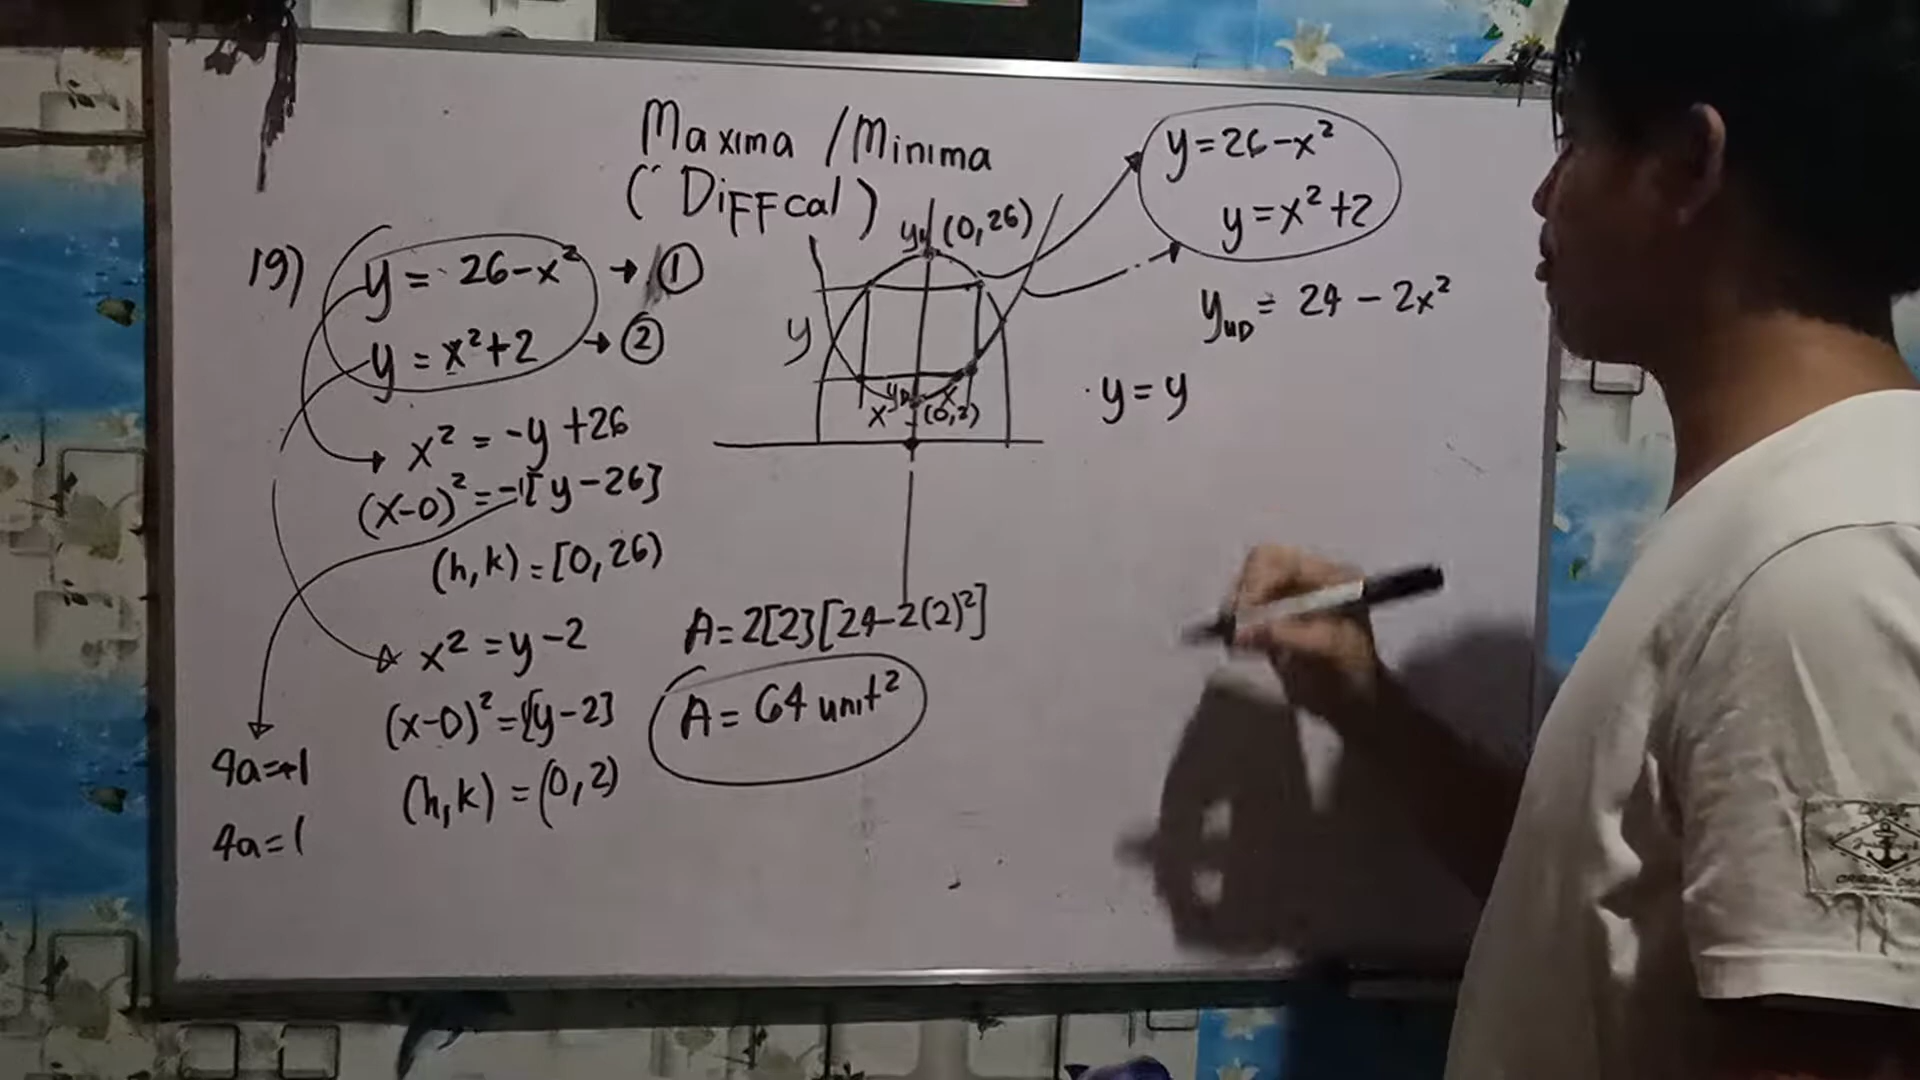 Maxima / Minima
("Diffcal)
19)
y = 26-x² → ①
y = x²+2 → ②
x² = -y +26
(x-0)² = -1[y-26]
(h,k) = [0,26)
x² = y-2
(x-0)² = 1[y-2]
(h,k) = (0,2)
4a=+1
4a=1
(0,26)
y
x
x
(0,2)
A = 2[2][24-2(2)²]
A = 64 unit²
y = 26-x²
y = x²+2
yUD = 24 - 2x²
y = y